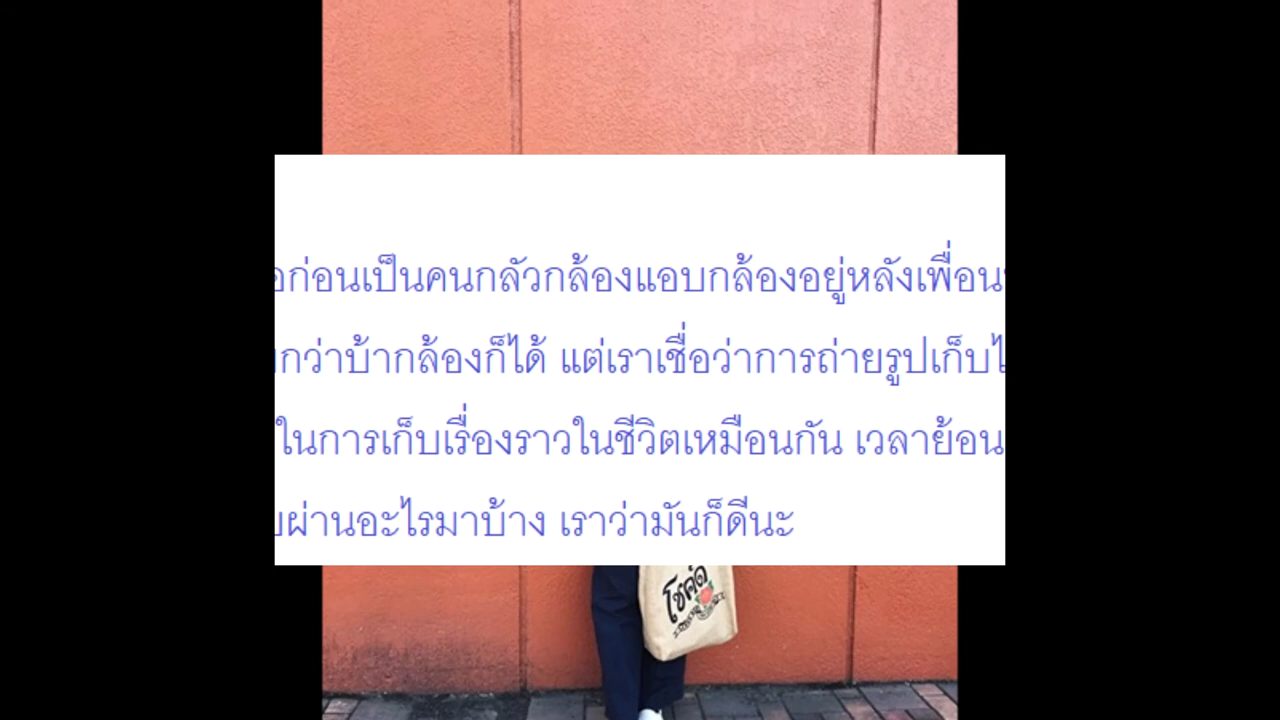 ก่อนเป็นคนกลัวกล้องแอบกล้องอยู่หลังเพื่อน
กว่าบ้ากล้องก็ได้ แต่เราเชื่อว่าการถ่ายรูปเก็บ
ในการเก็บเรื่องราวในชีวิตเหมือนกัน เวลาย้อน
ผ่านอะไรมาบ้าง เราว่ามันก็ดีนะ
โชคดี